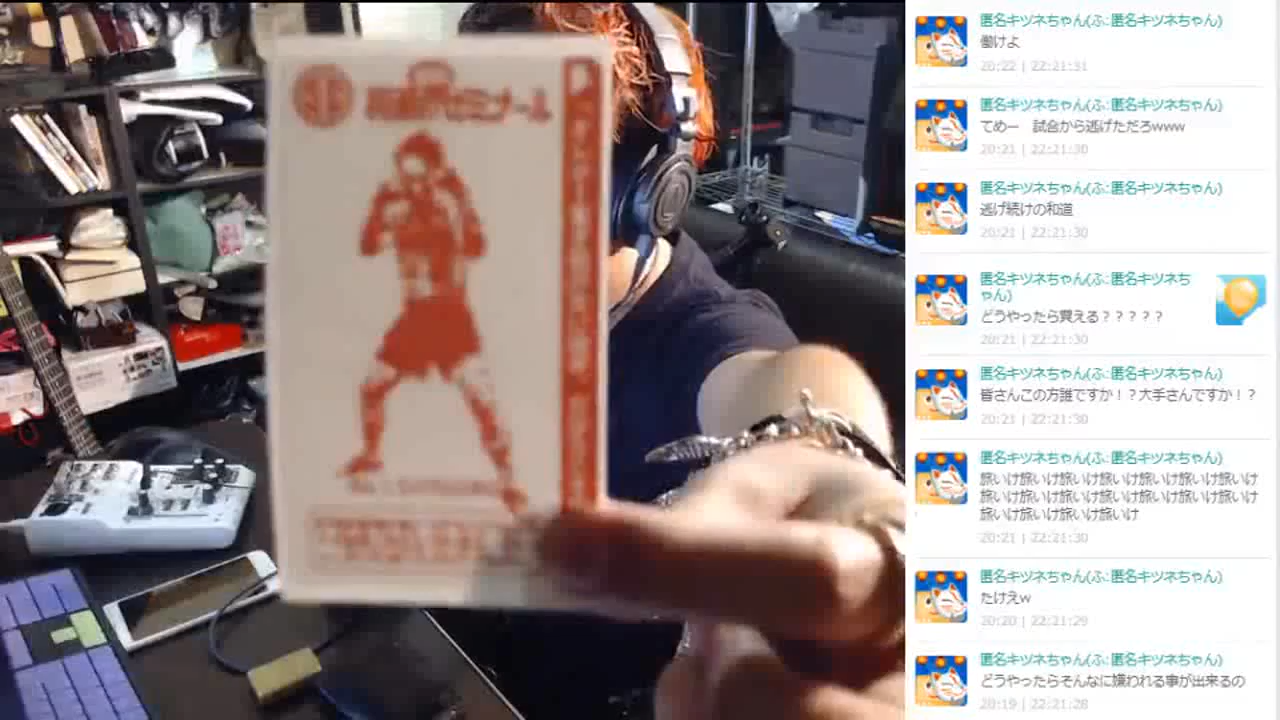 匿名キツネちゃん(ふ:匿名キツネちゃん)
働けよ
20:22 | 22:21:31
匿名キツネちゃん(ふ:匿名キツネちゃん)
てめー 試合から逃げただろwww
20:21 | 22:21:30
匿名キツネちゃん(ふ:匿名キツネちゃん)
逃げ続けの和道
20:21 | 22:21:30
匿名キツネちゃん(ふ:匿名キツネち
ゃん)
どうやったら買える？？？？？
20:21 | 22:21:30
匿名キツネちゃん(ふ:匿名キツネちゃん)
皆さんこの方誰ですか！？大手さんですか！？
20:21 | 22:21:30
匿名キツネちゃん(ふ:匿名キツネちゃん)
旅いけ旅いけ旅いけ旅いけ旅いけ旅いけ旅いけ
旅いけ旅いけ旅いけ旅いけ旅いけ旅いけ旅いけ
旅いけ旅いけ旅いけ旅いけ
20:21 | 22:21:30
匿名キツネちゃん(ふ:匿名キツネちゃん)
たけえw
20:20 | 22:21:29
匿名キツネちゃん(ふ:匿名キツネちゃん)
どうやったらそんなに嫌われる事が出来るの
20:19 | 22:21:28